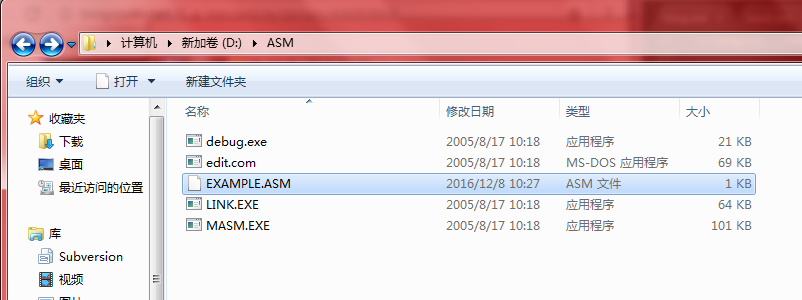 计算机 新加卷 (D:) ASM
组织 打开 新建文件夹
名称 修改日期 类型 大小
收藏夹
下载
桌面
最近访问的位置
库
Subversion
视频
debug.exe 2005/8/17 10:18 应用程序 21 KB
edit.com 2005/8/17 10:18 MS-DOS 应用程序 69 KB
EXAMPLE.ASM 2016/12/8 10:27 ASM 文件 1 KB
LINK.EXE 2005/8/17 10:18 应用程序 64 KB
MASM.EXE 2005/8/17 10:18 应用程序 101 KB